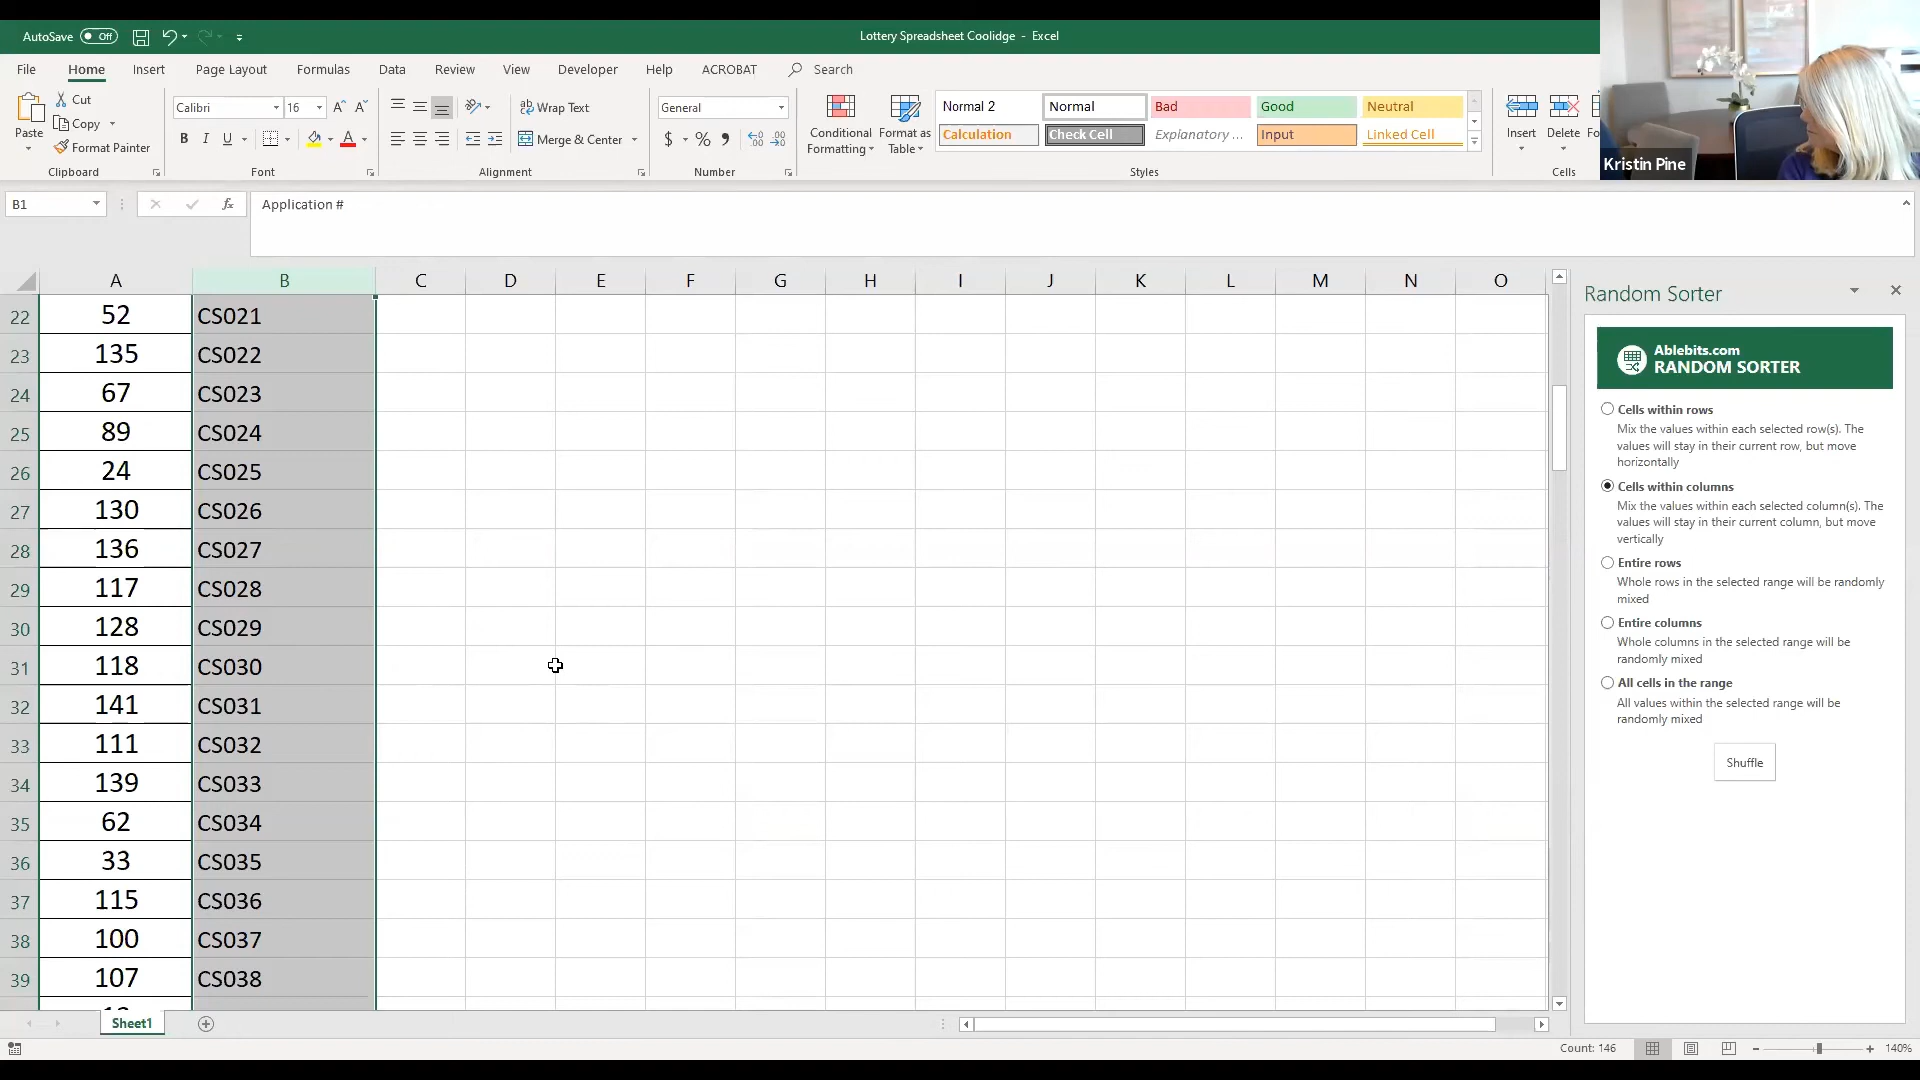 AutoSave Off
Lottery Spreadsheet Coolidge - Excel
File Home Insert Page Layout Formulas Data Review View Developer Help ACROBAT Search
Paste
Cut
Copy
Format Painter
Clipboard
Calibri 16
B I U
Font
Wrap Text
Merge & Center
Alignment
General
$ % ,
Number
Conditional Formatting
Format as Table
Normal 2 Normal Bad Good Neutral
Calculation Check Cell Explanatory ... Input Linked Cell
Styles
Insert Delete
Cells
Kristin Pine
B1 fx Application #
A B C D E F G H I J K L M N O
22 52 CS021
23 135 CS022
24 67 CS023
25 89 CS024
26 24 CS025
27 130 CS026
28 136 CS027
29 117 CS028
30 128 CS029
31 118 CS030
32 141 CS031
33 111 CS032
34 139 CS033
35 62 CS034
36 33 CS035
37 115 CS036
38 100 CS037
39 107 CS038
Random Sorter
Ablebits.com
RANDOM SORTER
Cells within rows
Mix the values within each selected row(s). The
values will stay in their current row, but move
horizontally
Cells within columns
Mix the values within each selected column(s). The
values will stay in their current column, but move
vertically
Entire rows
Whole rows in the selected range will be randomly
mixed
Entire columns
Whole columns in the selected range will be
randomly mixed
All cells in the range
All values within the selected range will be
randomly mixed
Shuffle
Sheet1
Count: 146
140%